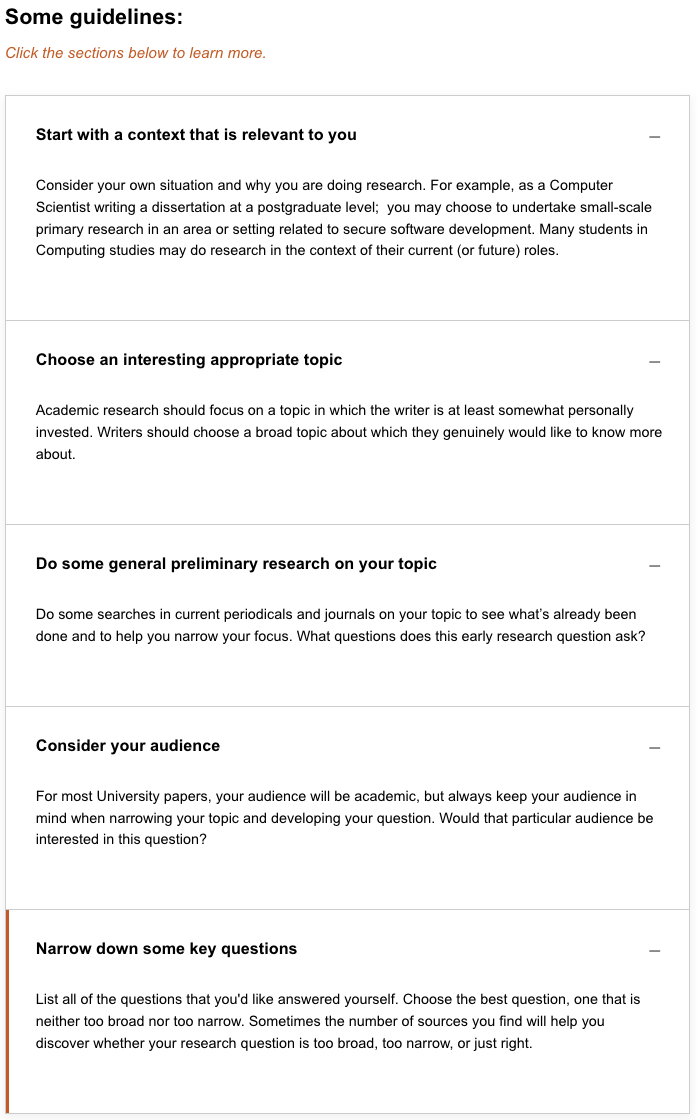 Some guidelines:
Click the sections below to learn more.
Start with a context that is relevant to you
Consider your own situation and why you are doing research. For example, as a Computer
Scientist writing a dissertation at a postgraduate level;  you may choose to undertake small-scale
primary research in an area or setting related to secure software development. Many students in
Computing studies may do research in the context of their current (or future) roles.
Choose an interesting appropriate topic
Academic research should focus on a topic in which the writer is at least somewhat personally
invested. Writers should choose a broad topic about which they genuinely would like to know more
about.
Do some general preliminary research on your topic
Do some searches in current periodicals and journals on your topic to see what’s already been
done and to help you narrow your focus. What questions does this early research question ask?
Consider your audience
For most University papers, your audience will be academic, but always keep your audience in
mind when narrowing your topic and developing your question. Would that particular audience be
interested in this question?
Narrow down some key questions
List all of the questions that you'd like answered yourself. Choose the best question, one that is
neither too broad nor too narrow. Sometimes the number of sources you find will help you
discover whether your research question is too broad, too narrow, or just right.